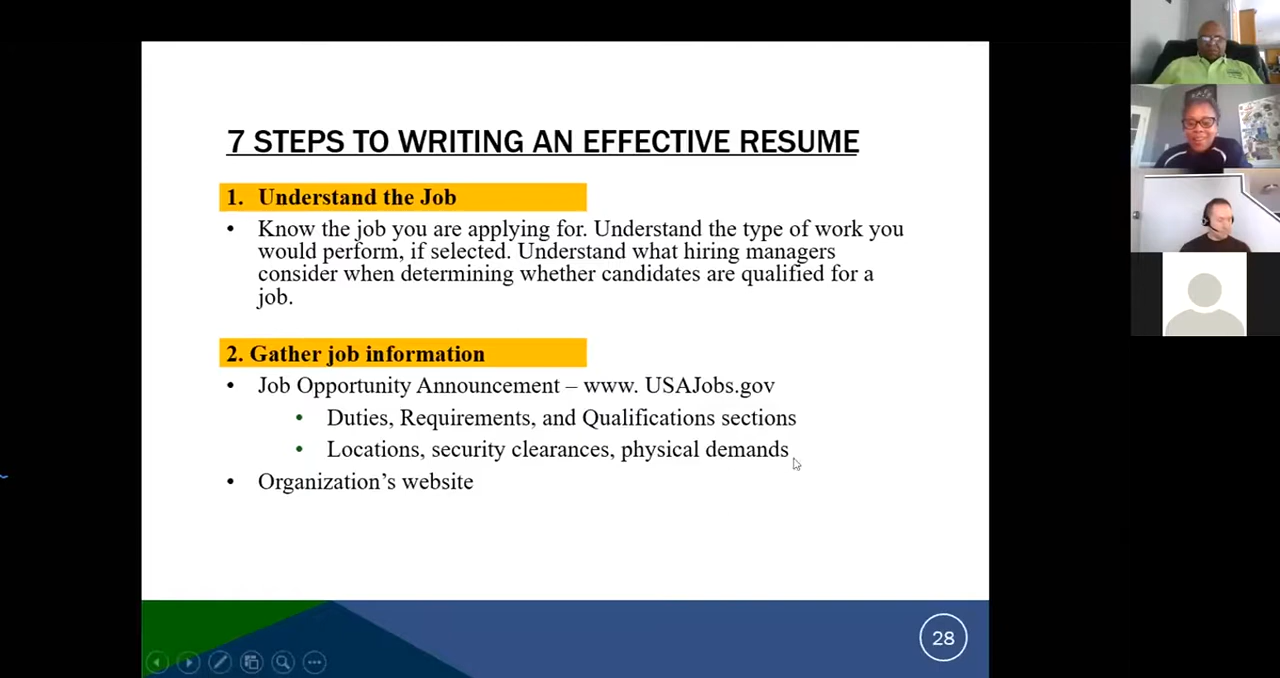 7 STEPS TO WRITING AN EFFECTIVE RESUME
1. Understand the Job
• Know the job you are applying for. Understand the type of work you
would perform, if selected. Understand what hiring managers
consider when determining whether candidates are qualified for a
job.
2. Gather job information
• Job Opportunity Announcement – www. USAJobs.gov
• Duties, Requirements, and Qualifications sections
• Locations, security clearances, physical demands
• Organization’s website
28